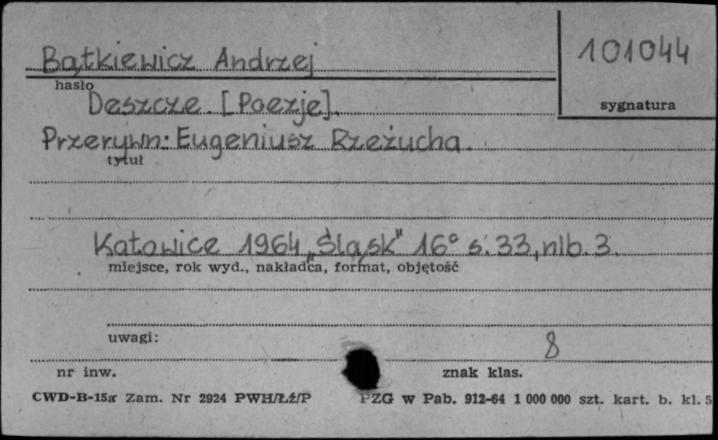 Bątkiewicz Andrzej
101044
hasło
Deszcze. [Poezje].
sygnatura
Przerywn: Eugeniusz Rzeżucha.
tytuł
Katowice 1964 „Śląsk" 16° s. 33, nlb. 3.
miejsce, rok wyd., nakładca, format, objętość
uwagi:
8
nr inw.
znak klas.
CWD-B-15a Zam. Nr 2924 PWH/Łź/P PZG w Pab. 912-64 1 000 000 szt. kart. b. kl. 5